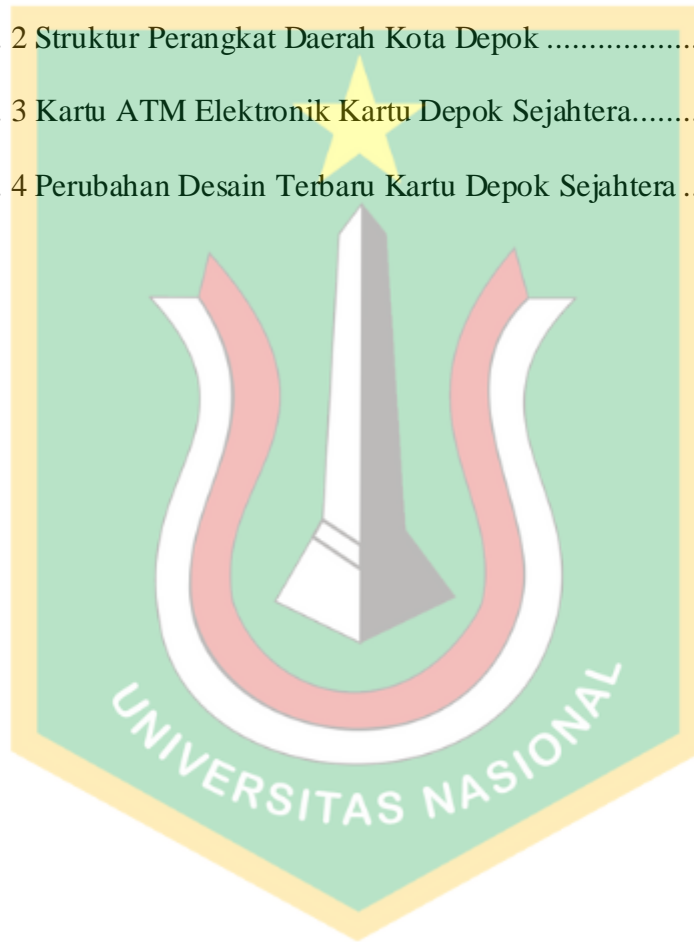 . 2 Struktur Perangkat Daerah Kota Depok ..................
. 3 Kartu ATM Elektronik Kartu Depok Sejahtera........
. 4 Perubahan Desain Terbaru Kartu Depok Sejahtera ..
UNIVERSITAS NASIONAL